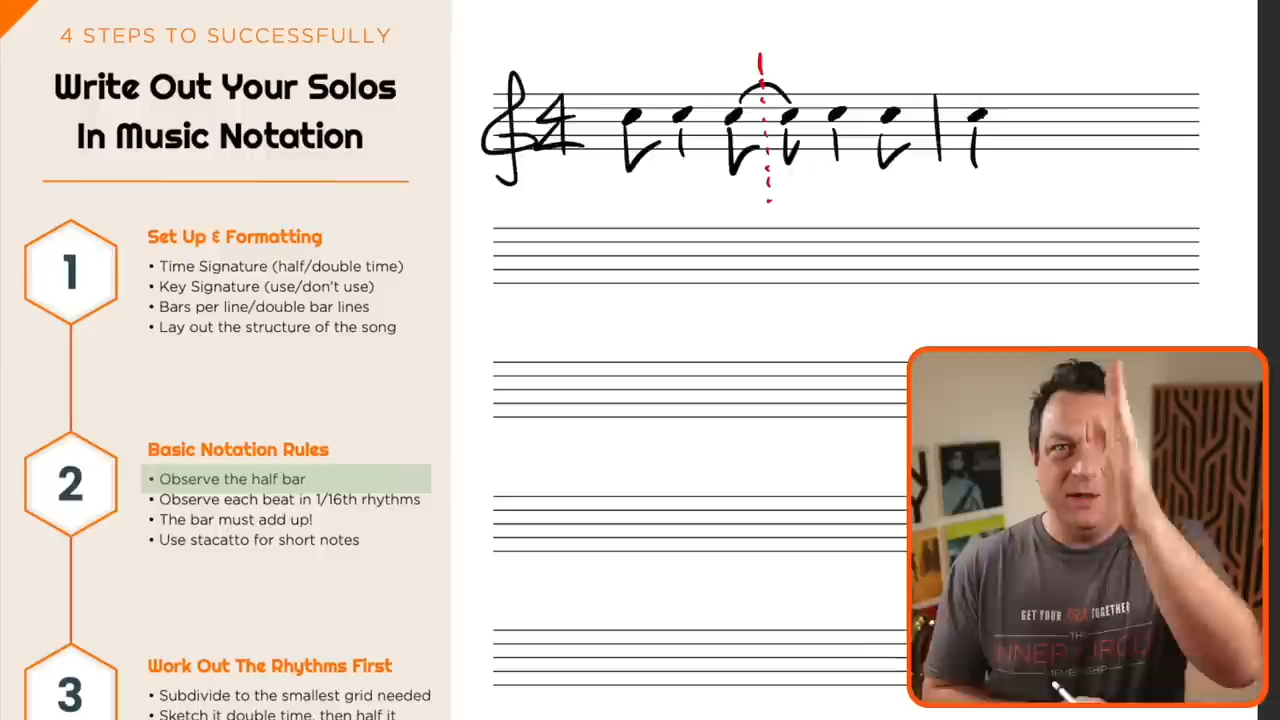 4 STEPS TO SUCCESSFULLY
Write Out Your Solos
In Music Notation
1
Set Up & Formatting
• Time Signature (half/double time)
• Key Signature (use/don't use)
• Bars per line/double bar lines
• Lay out the structure of the song
2
Basic Notation Rules
• Observe the half bar
• Observe each beat in 1/16th rhythms
• The bar must add up!
• Use stacatto for short notes
3
Work Out The Rhythms First
• Subdivide to the smallest grid needed
• Sketch it double time, then half it
4
GET YOUR TOGETHER
THE
INNER CIRCLE